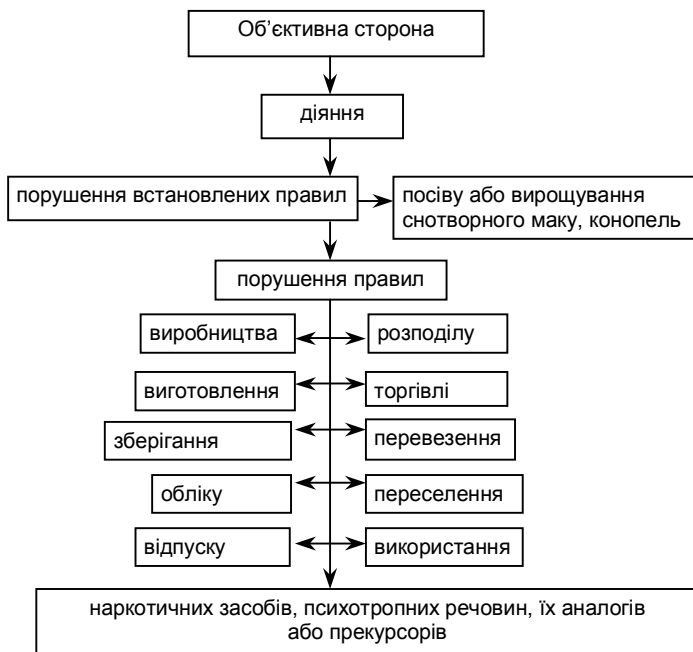 Об’єктивна сторона
діяння
порушення встановлених правил
посіву або вирощування
снотворного маку, конопель
порушення правил
виробництва
розподілу
виготовлення
торгівлі
зберігання
перевезення
обліку
переселення
відпуску
використання
наркотичних засобів, психотропних речовин, їх аналогів
або прекурсорів